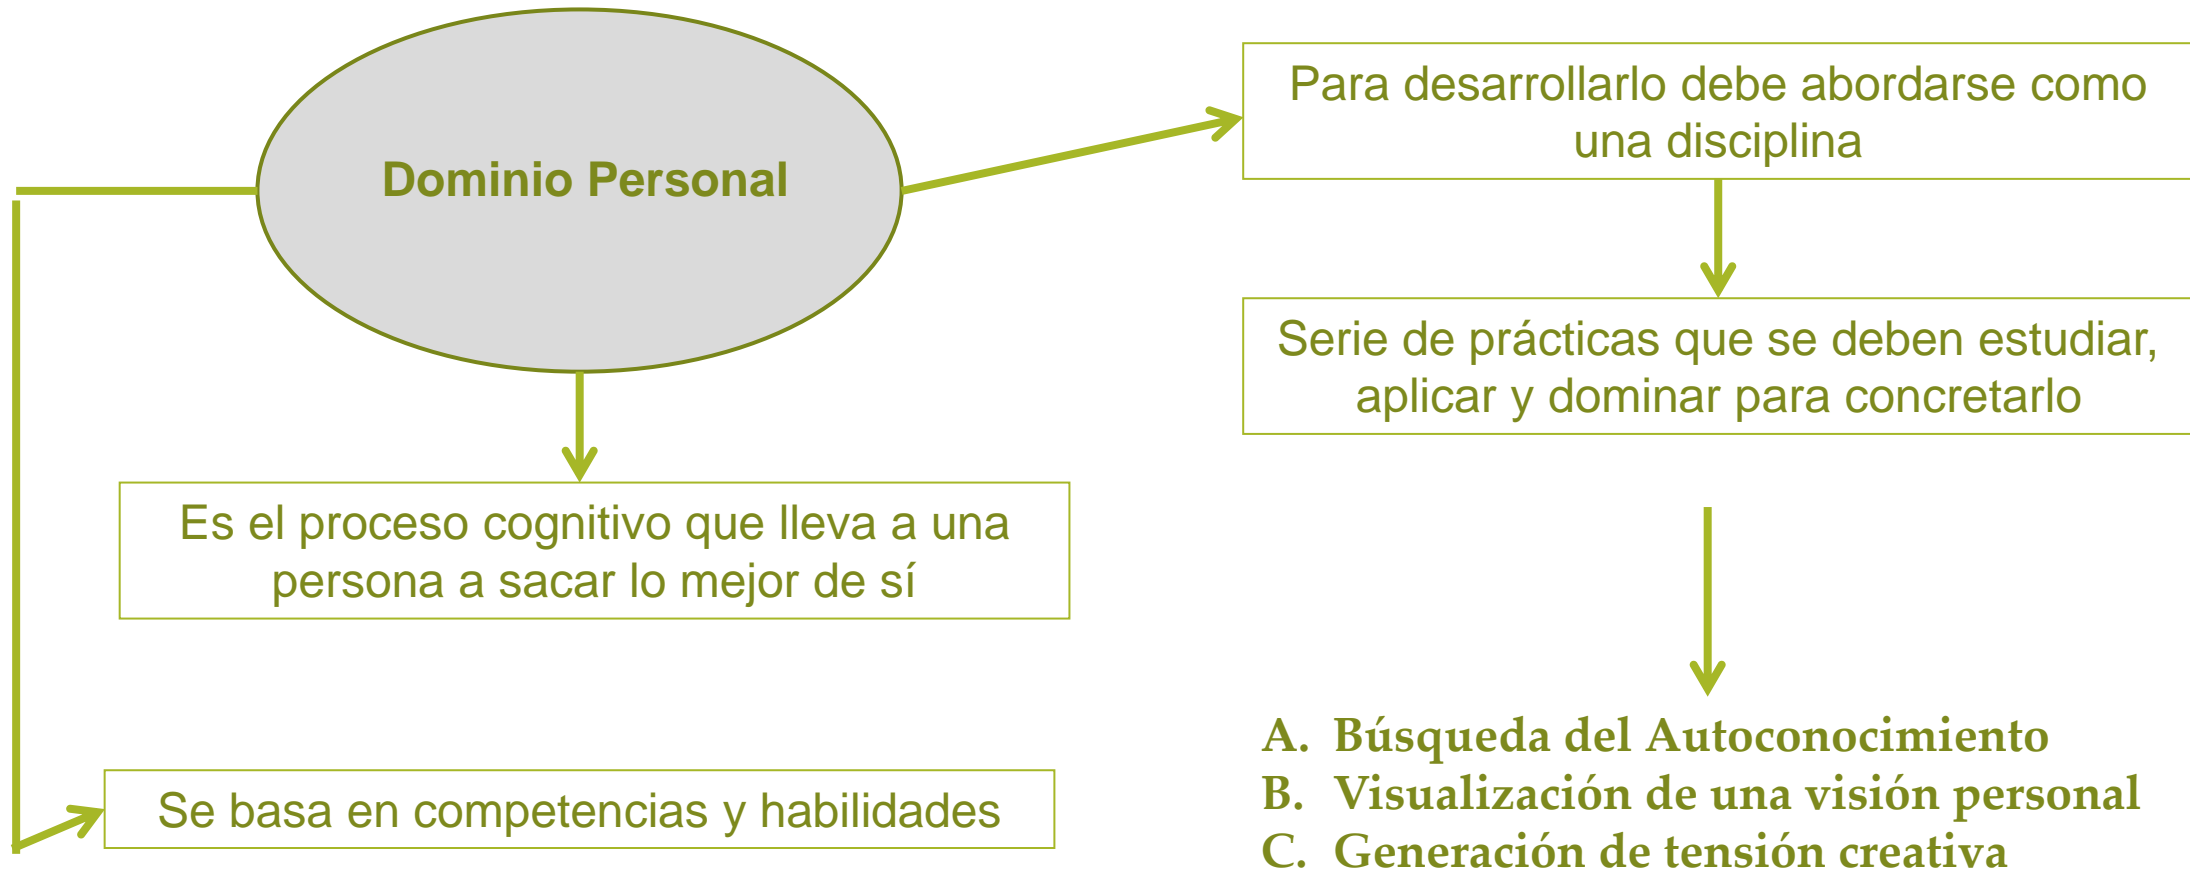 Dominio Personal
Para desarrollarlo debe abordarse como
una disciplina
Serie de prácticas que se deben estudiar,
aplicar y dominar para concretarlo
Es el proceso cognitivo que lleva a una
persona a sacar lo mejor de sí
Se basa en competencias y habilidades
A. Búsqueda del Autoconocimiento
B. Visualización de una visión personal
C. Generación de tensión creativa